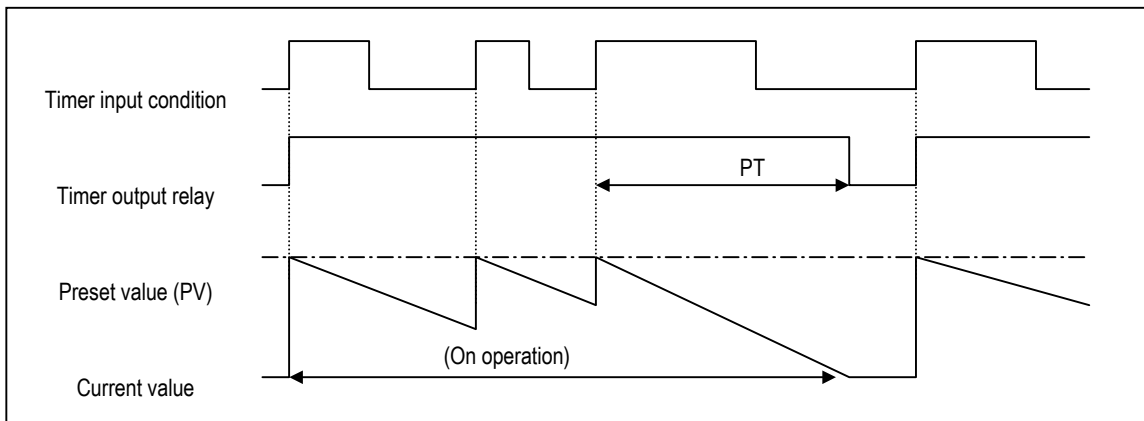 Timer input condition
PT
Timer output relay
Preset value (PV)
(On operation)
Current value